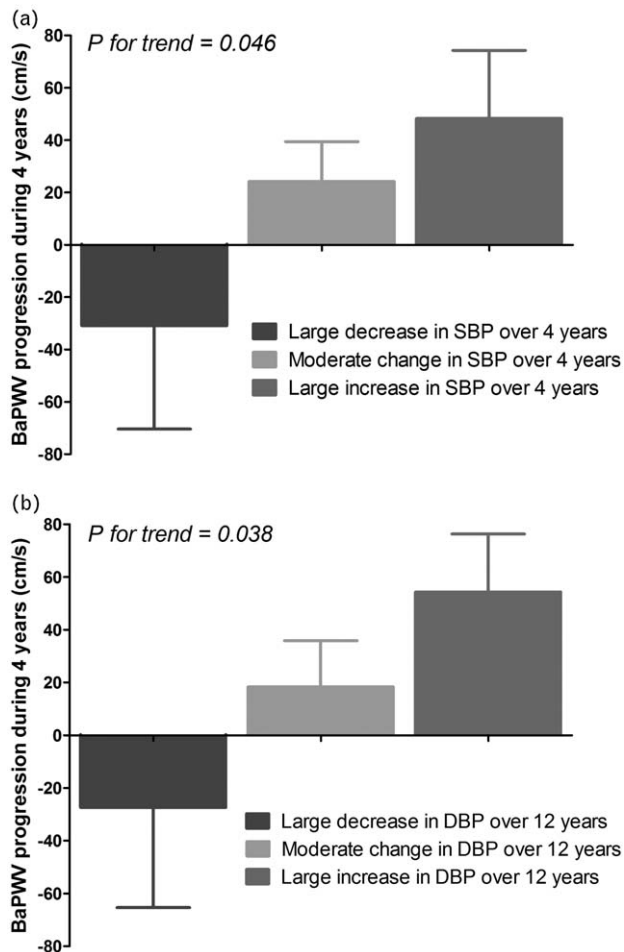 (a)
P for trend = 0.046
BaPWV progression during 4 years (cm/s)
80
60
40
20
0
-20
-40
-60
-80
Large decrease in SBP over 4 years
Moderate change in SBP over 4 years
Large increase in SBP over 4 years
(b)
P for trend = 0.038
BaPWV progression during 4 years (cm/s)
80
60
40
20
0
-20
-40
-60
-80
Large decrease in DBP over 12 years
Moderate change in DBP over 12 years
Large increase in DBP over 12 years